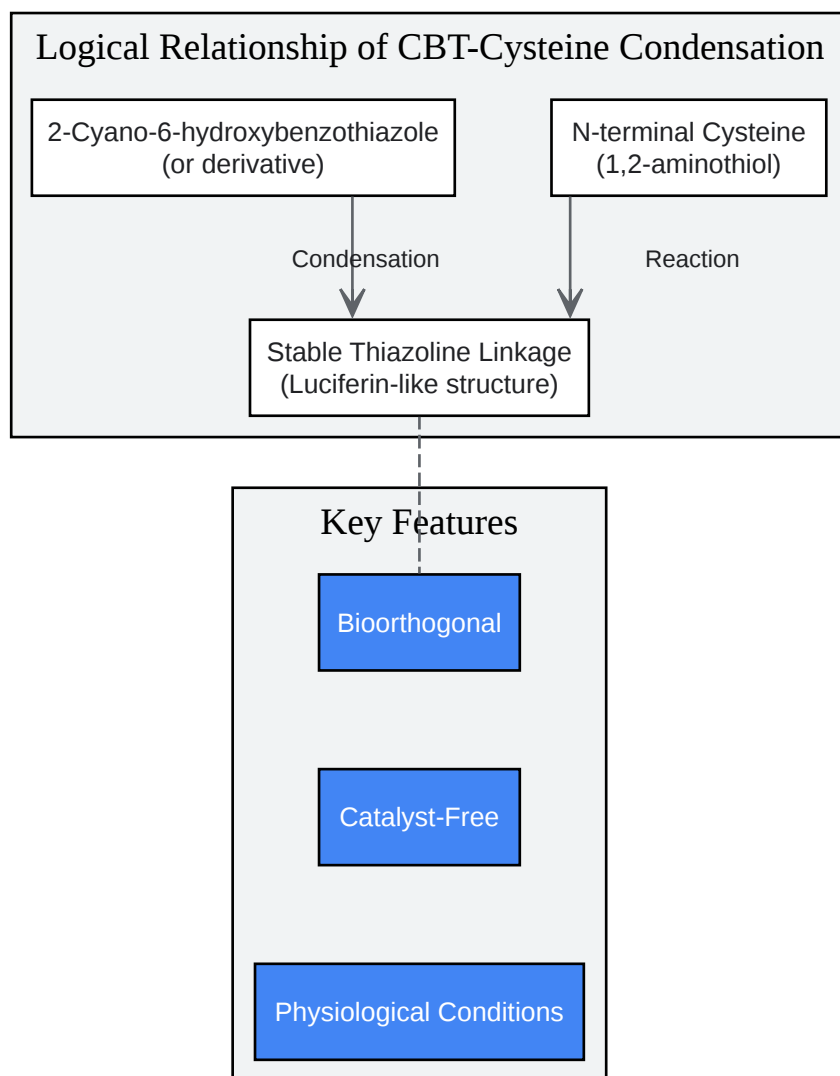 Logical Relationship of CBT-Cysteine Condensation
2-Cyano-6-hydroxybenzothiazole
(or derivative)
N-terminal Cysteine
(1,2-aminothiol)
Condensation
Reaction
Stable Thiazoline Linkage
(Luciferin-like structure)
Key Features
Bioorthogonal
Catalyst-Free
Physiological Conditions